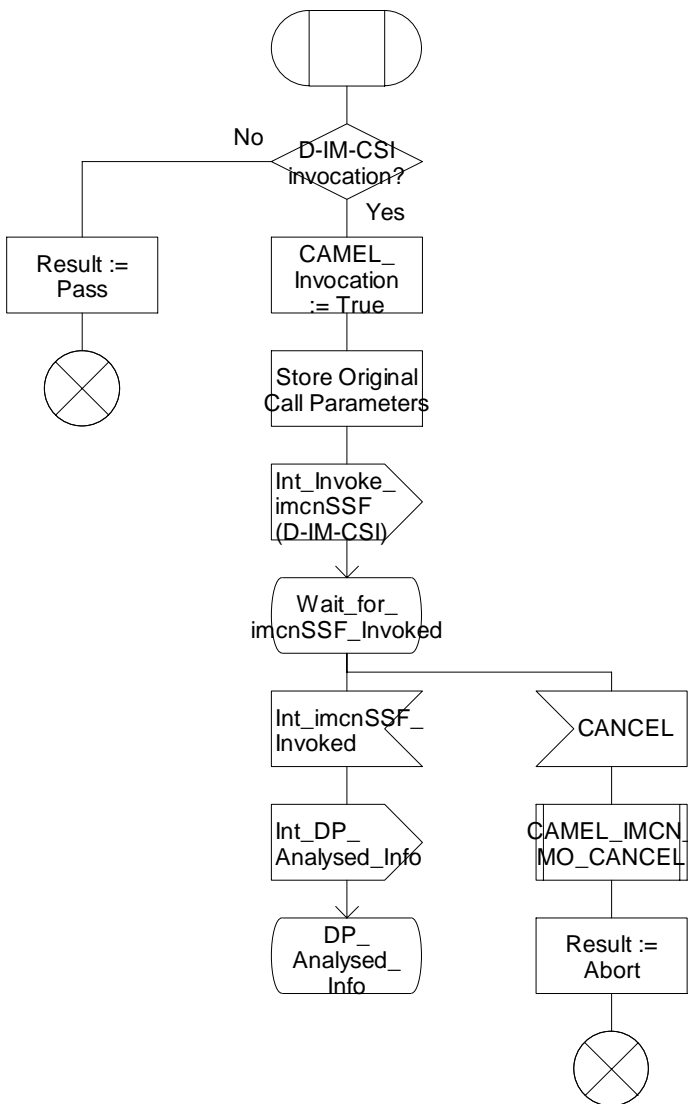 D-IM-CSI
invocation?
No
Yes
Result :=
Pass
CAMEL_
Invocation
:= True
Store Original
Call Parameters
Int_Invoke_
imcnSSF
(D-IM-CSI)
Wait_for_
imcnSSF_Invoked
Int_imcnSSF_
Invoked
CANCEL
Int_DP_
Analysed_Info
CAMEL_IMCN_
MO_CANCEL
DP_
Analysed_
Info
Result :=
Abort